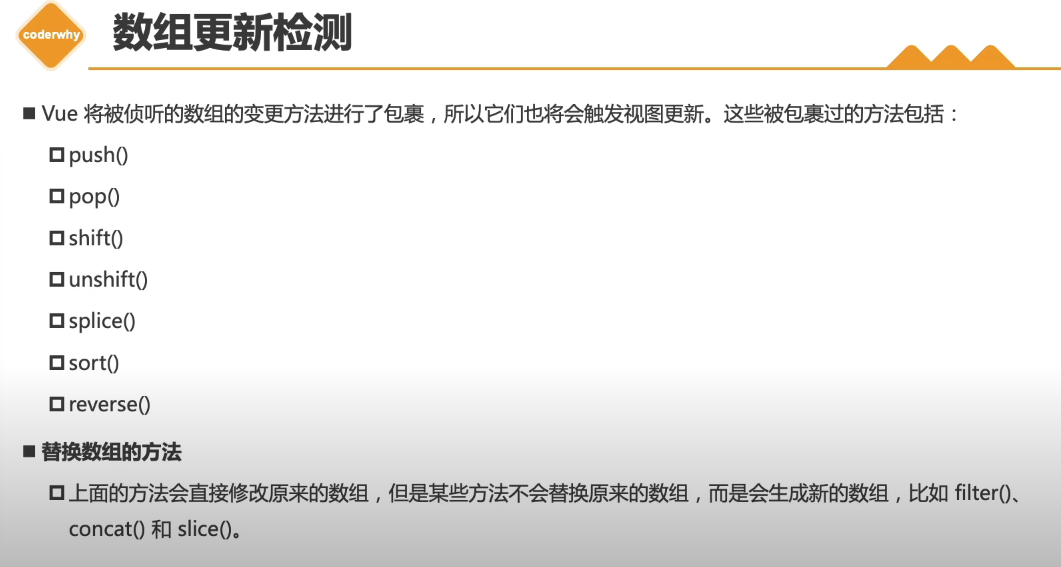 coderwhy
数组更新检测
Vue 将被侦听的数组的变更方法进行了包裹，所以它们也将会触发视图更新。这些被包裹过的方法包括：
push()
pop()
shift()
unshift()
splice()
sort()
reverse()
替换数组的方法
上面的方法会直接修改原来的数组，但是某些方法不会替换原来的数组，而是会生成新的数组，比如 filter()、
concat() 和 slice()。